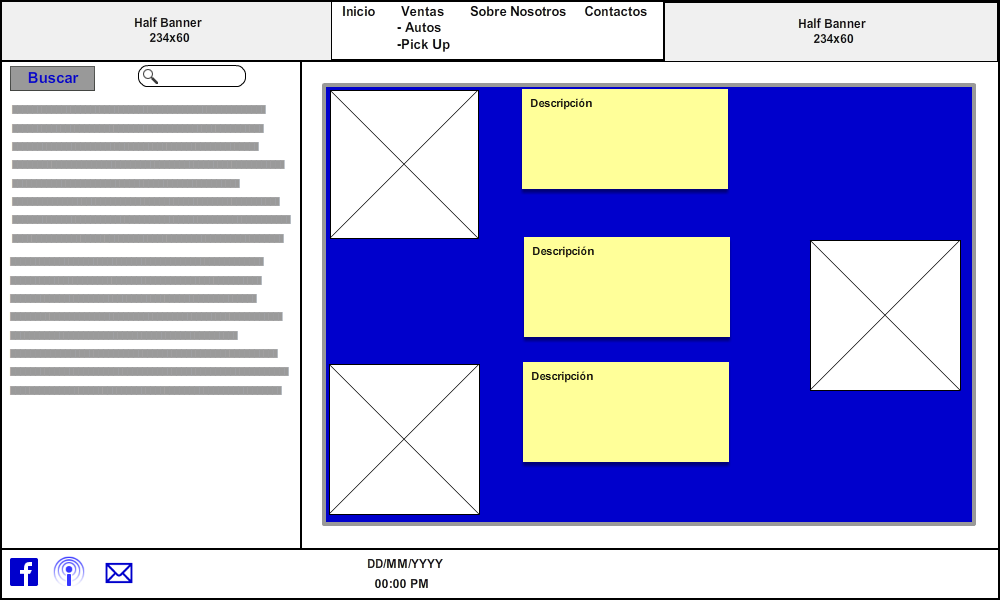 Half Banner
234x60
Inicio Ventas Sobre Nosotros Contactos
- Autos
-Pick Up
Half Banner
234x60
Buscar
Descripción
Descripción
Descripción
DD/MM/YYYY
00:00 PM